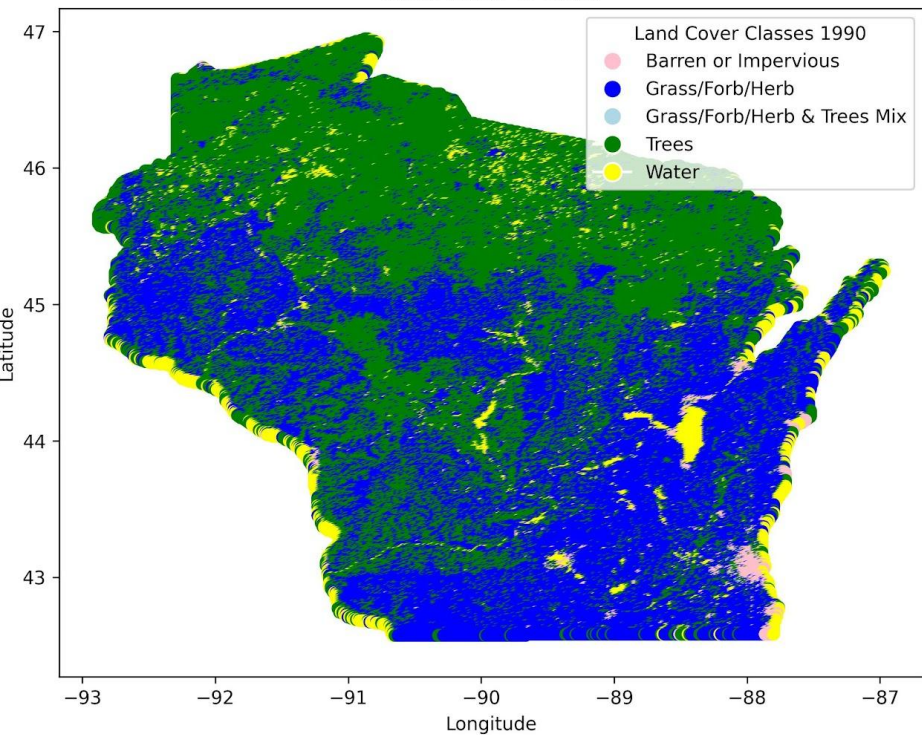 Land Cover Classes 1990
Barren or Impervious
Grass/Forb/Herb
Grass/Forb/Herb & Trees Mix
Trees
Water
47
46
45
44
43
Latitude
−93
−92
−91
−90
−89
−88
−87
Longitude